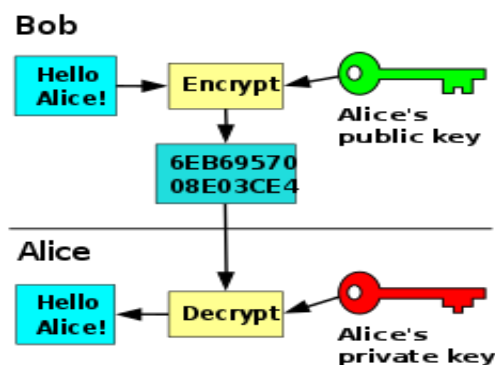 Bob
Hello
Alice!
Encrypt
Alice's
public key
6EB69570
08E03CE4
Alice
Hello
Alice!
Decrypt
Alice's
private key